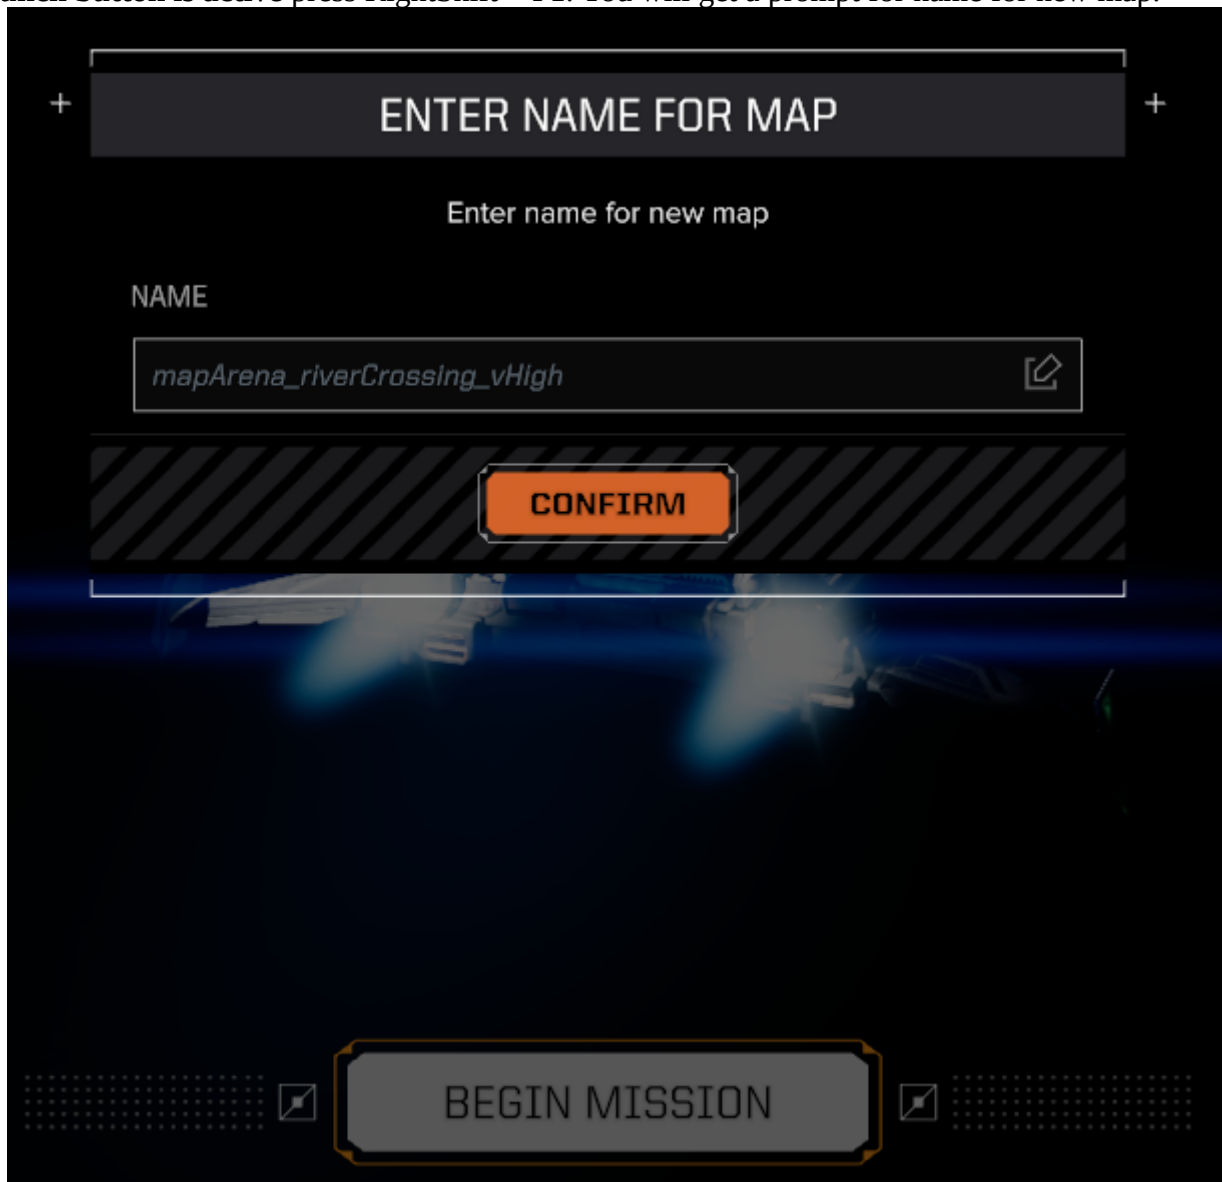 ENTER NAME FOR MAP
Enter name for new map
NAME
mapArena_riverCrossing_vHigh
CONFIRM
BEGIN MISSION